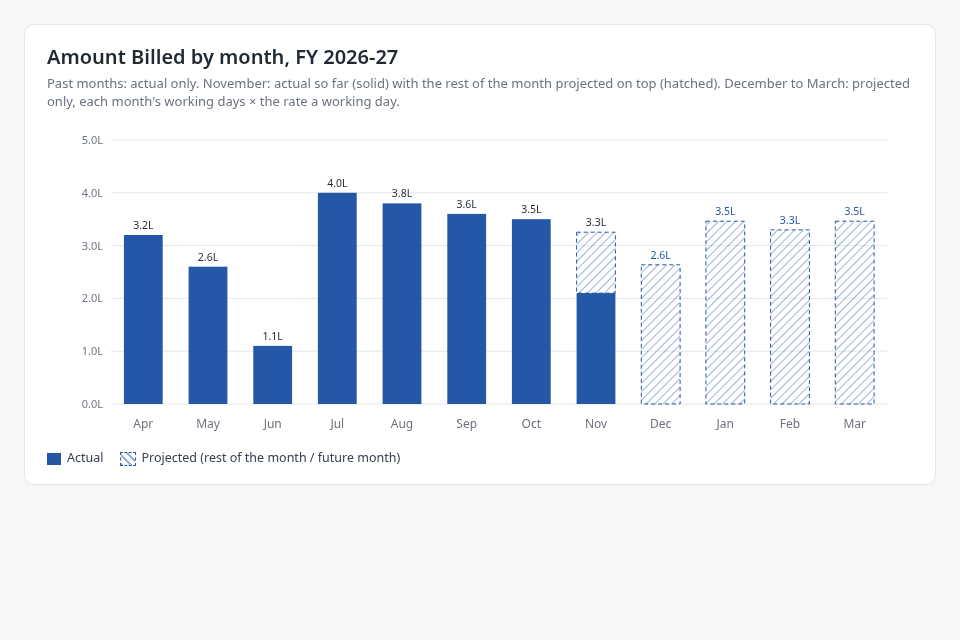 Amount Billed by month, FY 2026-27
Past months: actual only. November: actual so far (solid) with the rest of the month projected on top (hatched). December to March: projected
only, each month's working days × the rate a working day.
5.0L
4.0L
3.0L
2.0L
1.0L
0.0L
3.2L
2.6L
1.1L
4.0L
3.8L
3.6L
3.5L
3.3L
2.6L
3.5L
3.3L
3.5L
Apr May Jun Jul Aug Sep Oct Nov Dec Jan Feb Mar
Actual Projected (rest of the month / future month)